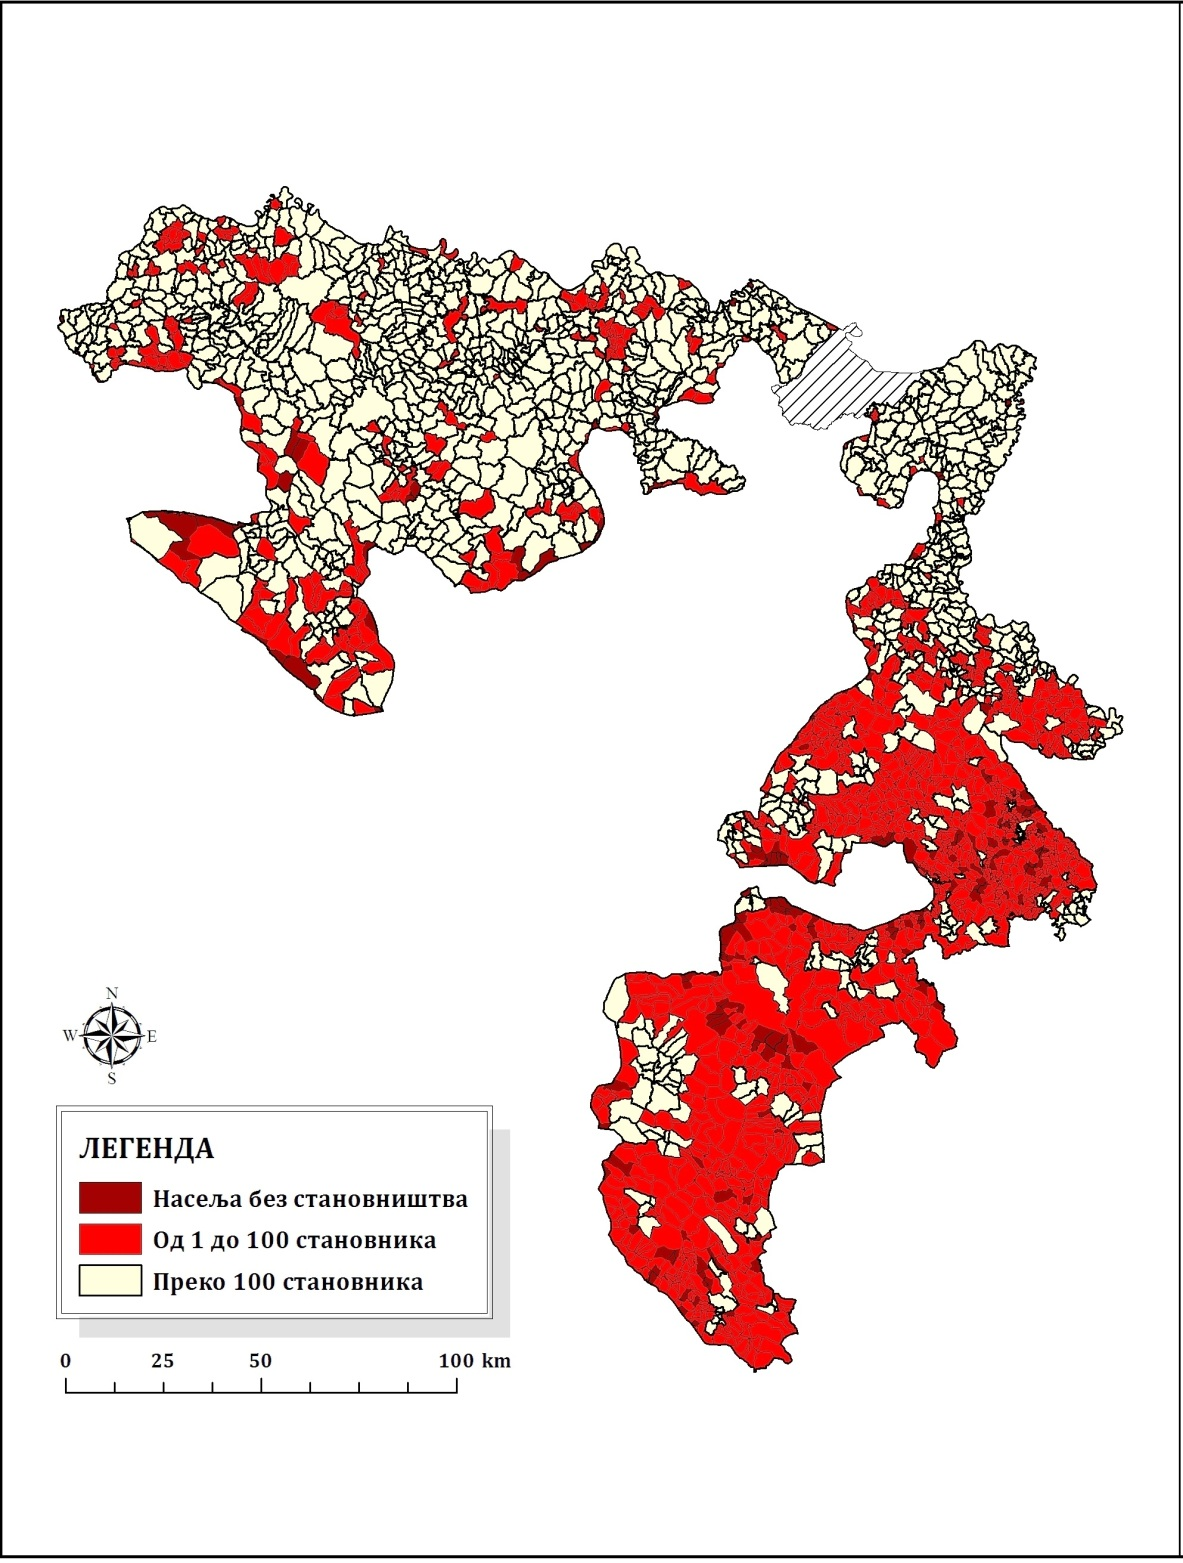 N
W E
S
ЛЕГЕНДА
Насеља без становништва
Од 1 до 100 становника
Преко 100 становника
0 25 50 100 km